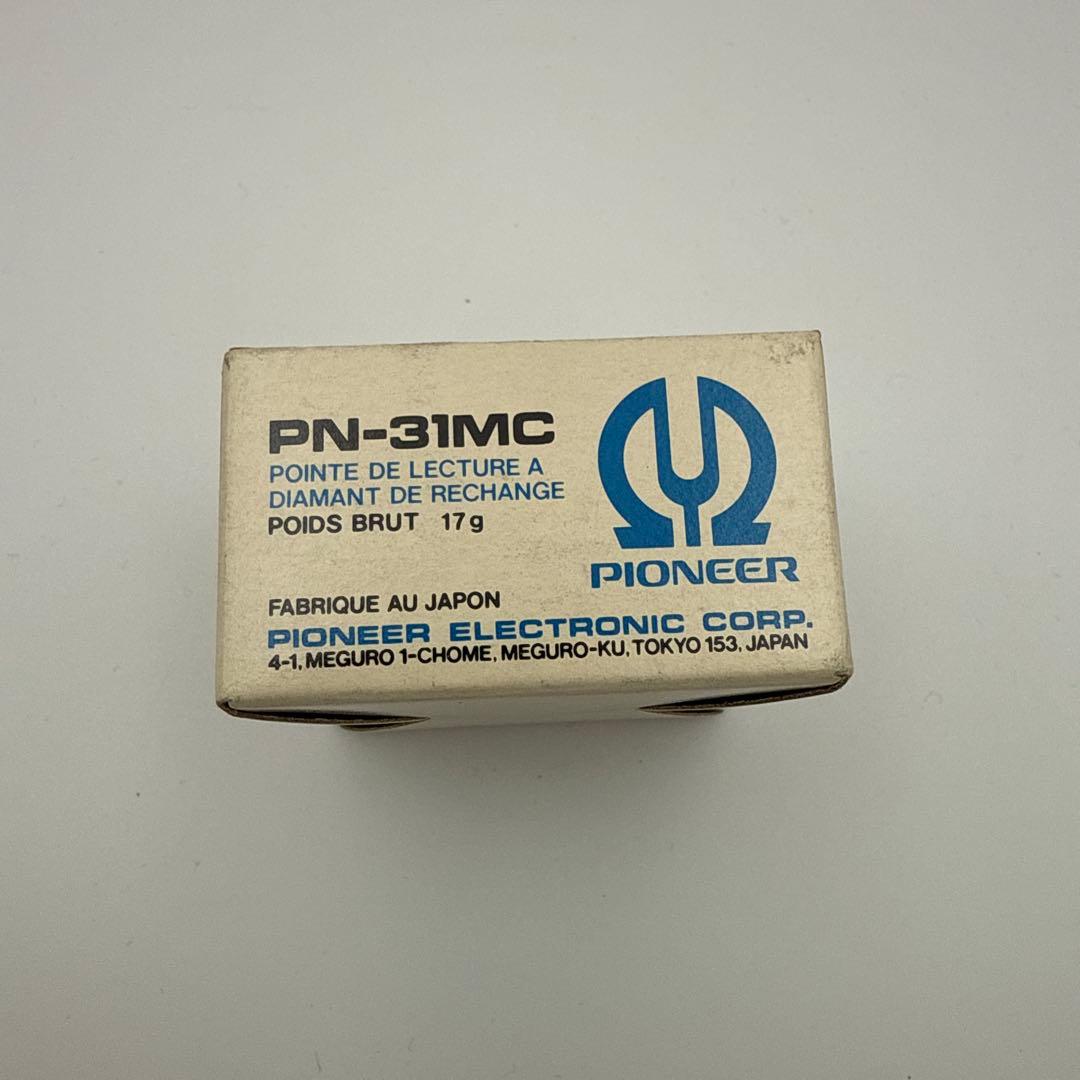 PN-31MC
POINTE DE LECTURE A
DIAMANT DE RECHANGE
POIDS BRUT 17g
PIONEER
FABRIQUE AU JAPON
PIONEER ELECTRONIC CORP.
4-1, MEGURO 1-CHOME, MEGURO-KU, TOKYO 153, JAPAN